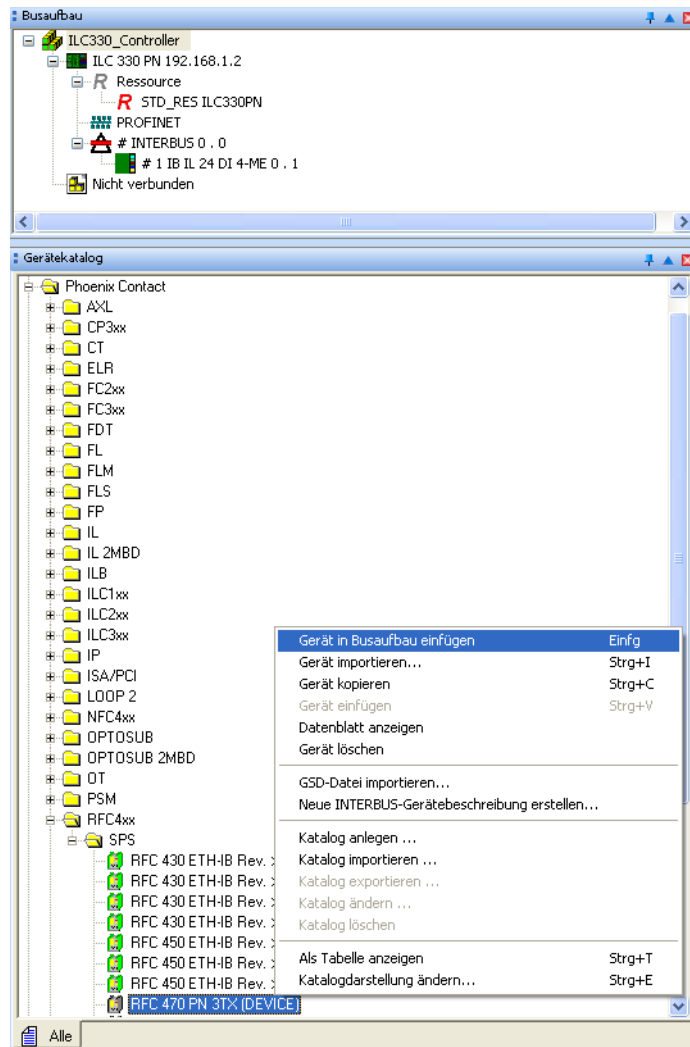 Busaufbau
ILC330_Controller
ILC 330 PN 192.168.1.2
R Ressource
R STD_RES ILC330PN
PROFINET
# INTERBUS 0 . 0
# 1 IB IL 24 DI 4-ME 0 . 1
Nicht verbunden
Gerätekatalog
Phoenix Contact
AXL
CP3xx
CT
ELR
FC2xx
FC3xx
FDT
FL
FLM
FLS
FP
IL
IL 2MBD
ILB
ILC1xx
ILC2xx
ILC3xx
IP
ISA/PCI
LOOP 2
NFC4xx
OPTOSUB
OPTOSUB 2MBD
OT
PSM
RFC4xx
SPS
RFC 430 ETH-IB Rev.
RFC 430 ETH-IB Rev.
RFC 430 ETH-IB Rev.
RFC 430 ETH-IB Rev.
RFC 450 ETH-IB Rev.
RFC 450 ETH-IB Rev.
RFC 450 ETH-IB Rev.
RFC 470 PN 3TX (DEVICE)
Gerät in Busaufbau einfügen Einfg
Gerät importieren... Strg+I
Gerät kopieren Strg+C
Gerät einfügen Strg+V
Datenblatt anzeigen
Gerät löschen
GSD-Datei importieren...
Neue INTERBUS-Gerätebeschreibung erstellen...
Katalog anlegen ...
Katalog importieren ...
Katalog exportieren ...
Katalog ändern ...
Katalog löschen
Als Tabelle anzeigen Strg+T
Katalogdarstellung ändern... Strg+E
Alle